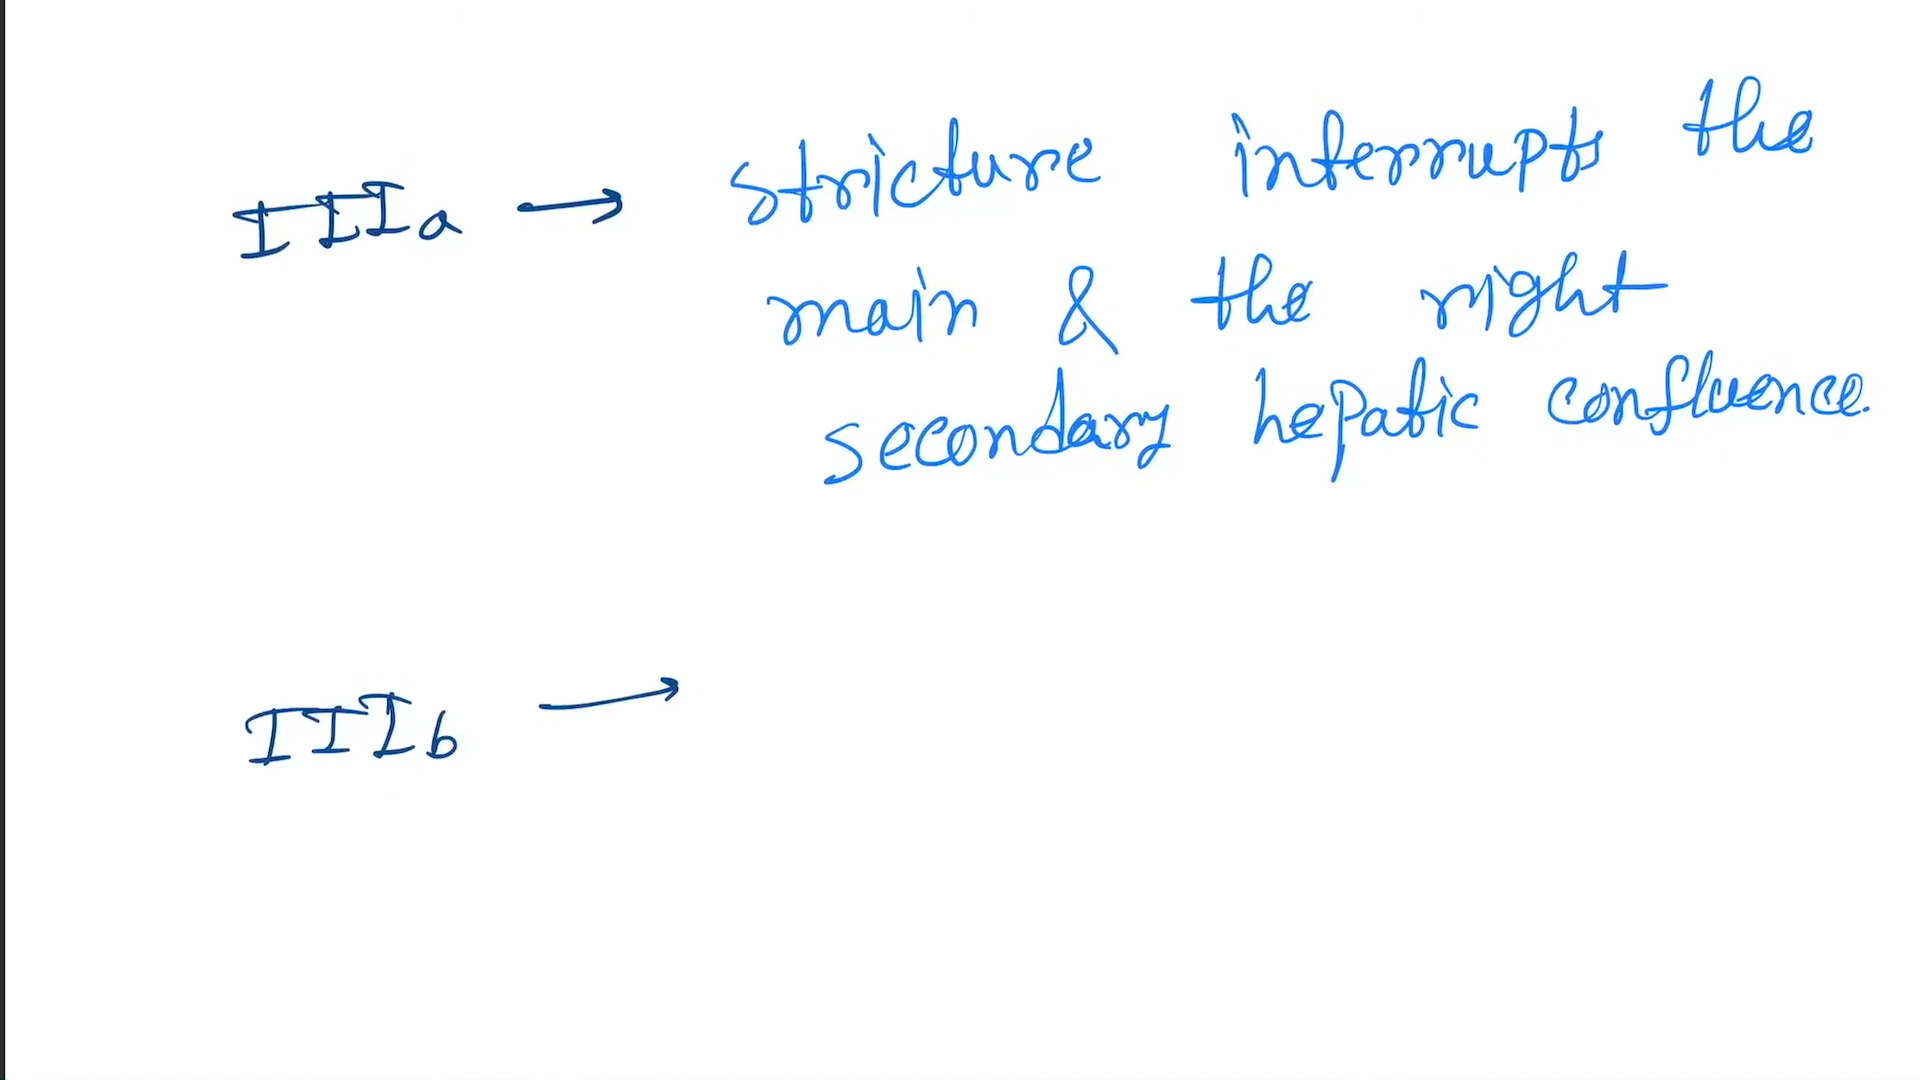 IIIa → stricture interrupts the
main & the right
secondary hepatic confluence.
IIIb →